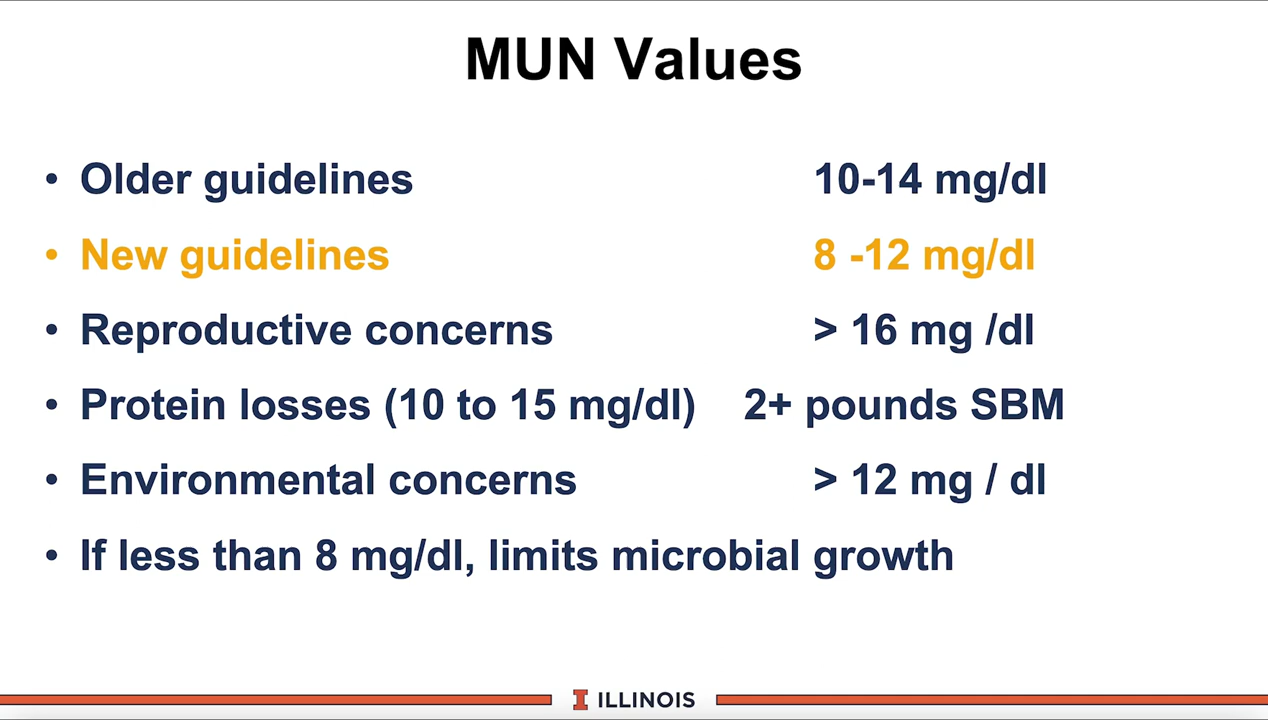 MUN Values
• Older guidelines 10-14 mg/dl
• New guidelines 8 -12 mg/dl
• Reproductive concerns > 16 mg /dl
• Protein losses (10 to 15 mg/dl) 2+ pounds SBM
• Environmental concerns > 12 mg / dl
• If less than 8 mg/dl, limits microbial growth
I ILLINOIS